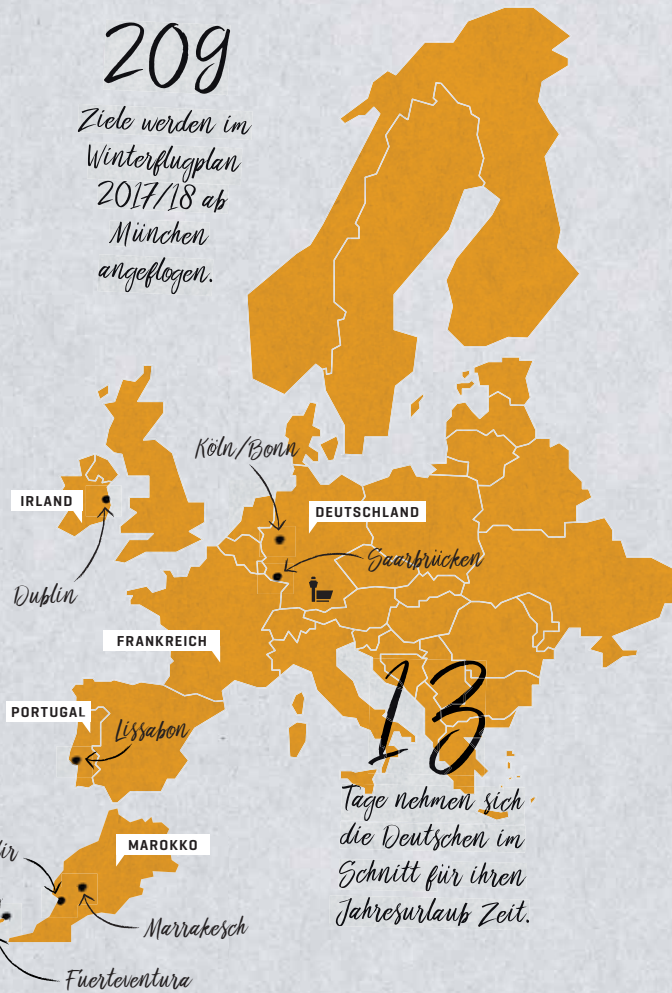 209
Ziele werden im
Winterflugplan
2017/18 ab
München
angeflogen.
Köln/Bonn
IRLAND
DEUTSCHLAND
Saarbrücken
Dublin
FRANKREICH
PORTUGAL
Lissabon
13
Tage nehmen sich
die Deutschen im
Schnitt für ihren
Jahresurlaub Zeit.
MAROKKO
Marrakesch
Fuerteventura